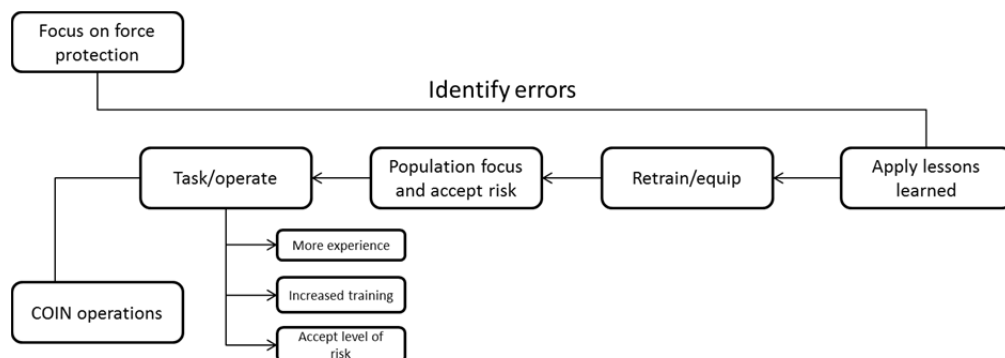 Focus on force
protection
Identify errors
Task/operate
Population focus
and accept risk
Retrain/equip
Apply lessons
learned
More experience
Increased training
Accept level of
risk
COIN operations